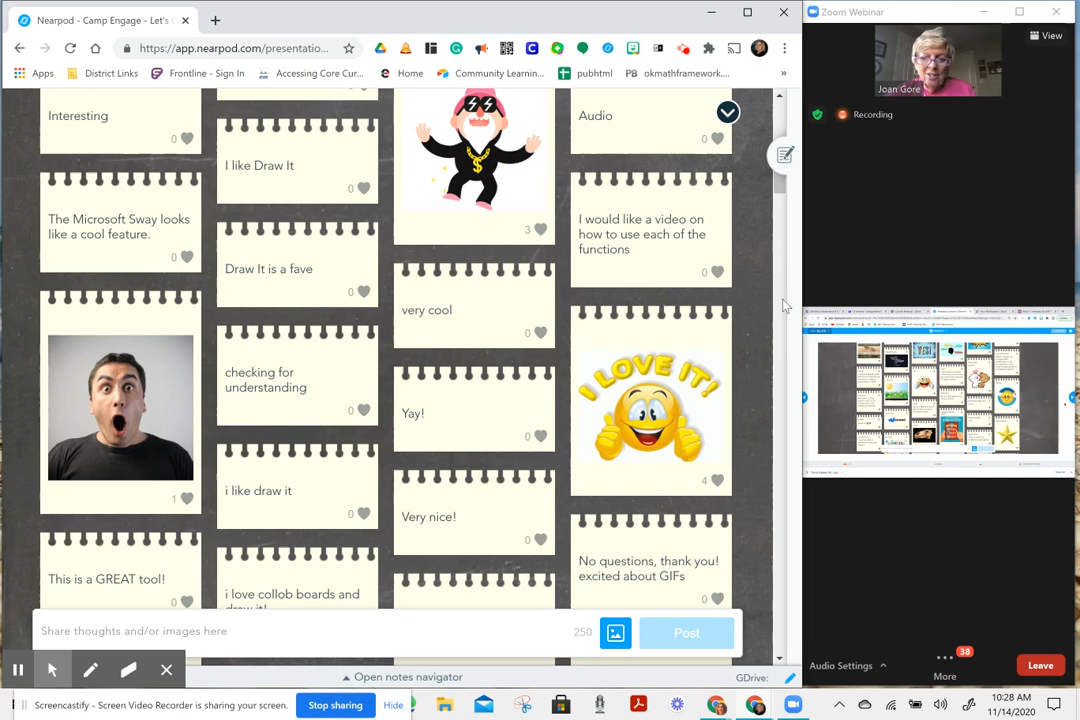 Nearpod - Camp Engage - Let's
https://app.nearpod.com/presentatio...
Apps
District Links
Frontline - Sign In
Accessing Core Cur...
Home
Community Learnin...
pubhtml
PB okmathframework....
»
Interesting
0
The Microsoft Sway looks
like a cool feature.
0
1
This is a GREAT tool!
0
I like Draw It
0
Draw It is a fave
0
checking for
understanding
0
i like draw it
0
i love collob boards and
draw it!
3
very cool
0
Yay!
0
Very nice!
0
Audio
0
I would like a video on
how to use each of the
functions
0
I LOVE IT!
4
No questions, thank you!
excited about GIFs
0
Share thoughts and/or images here
250
Post
Open notes navigator
GDrive:
Screencastify - Screen Video Recorder is sharing your screen.
Stop sharing
Hide
Zoom Webinar
View
Joan Gore
Recording
YES!
Audio Settings
38
More
Leave
10:28 AM
11/14/2020